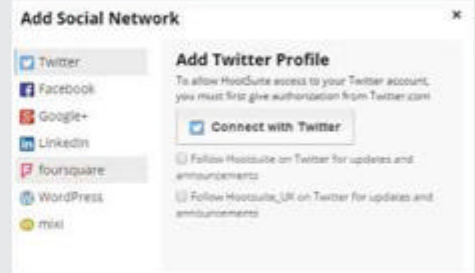 Add Social Network
×
Twitter
Facebook
Google+
LinkedIn
foursquare
WordPress
mixi
Add Twitter Profile
To allow HootSuite access to your Twitter account,
you must first give authorization from Twitter.com
Connect with Twitter
Follow Hootsuite on Twitter for updates and
announcements
Follow Hootsuite_UK on Twitter for updates and
announcements